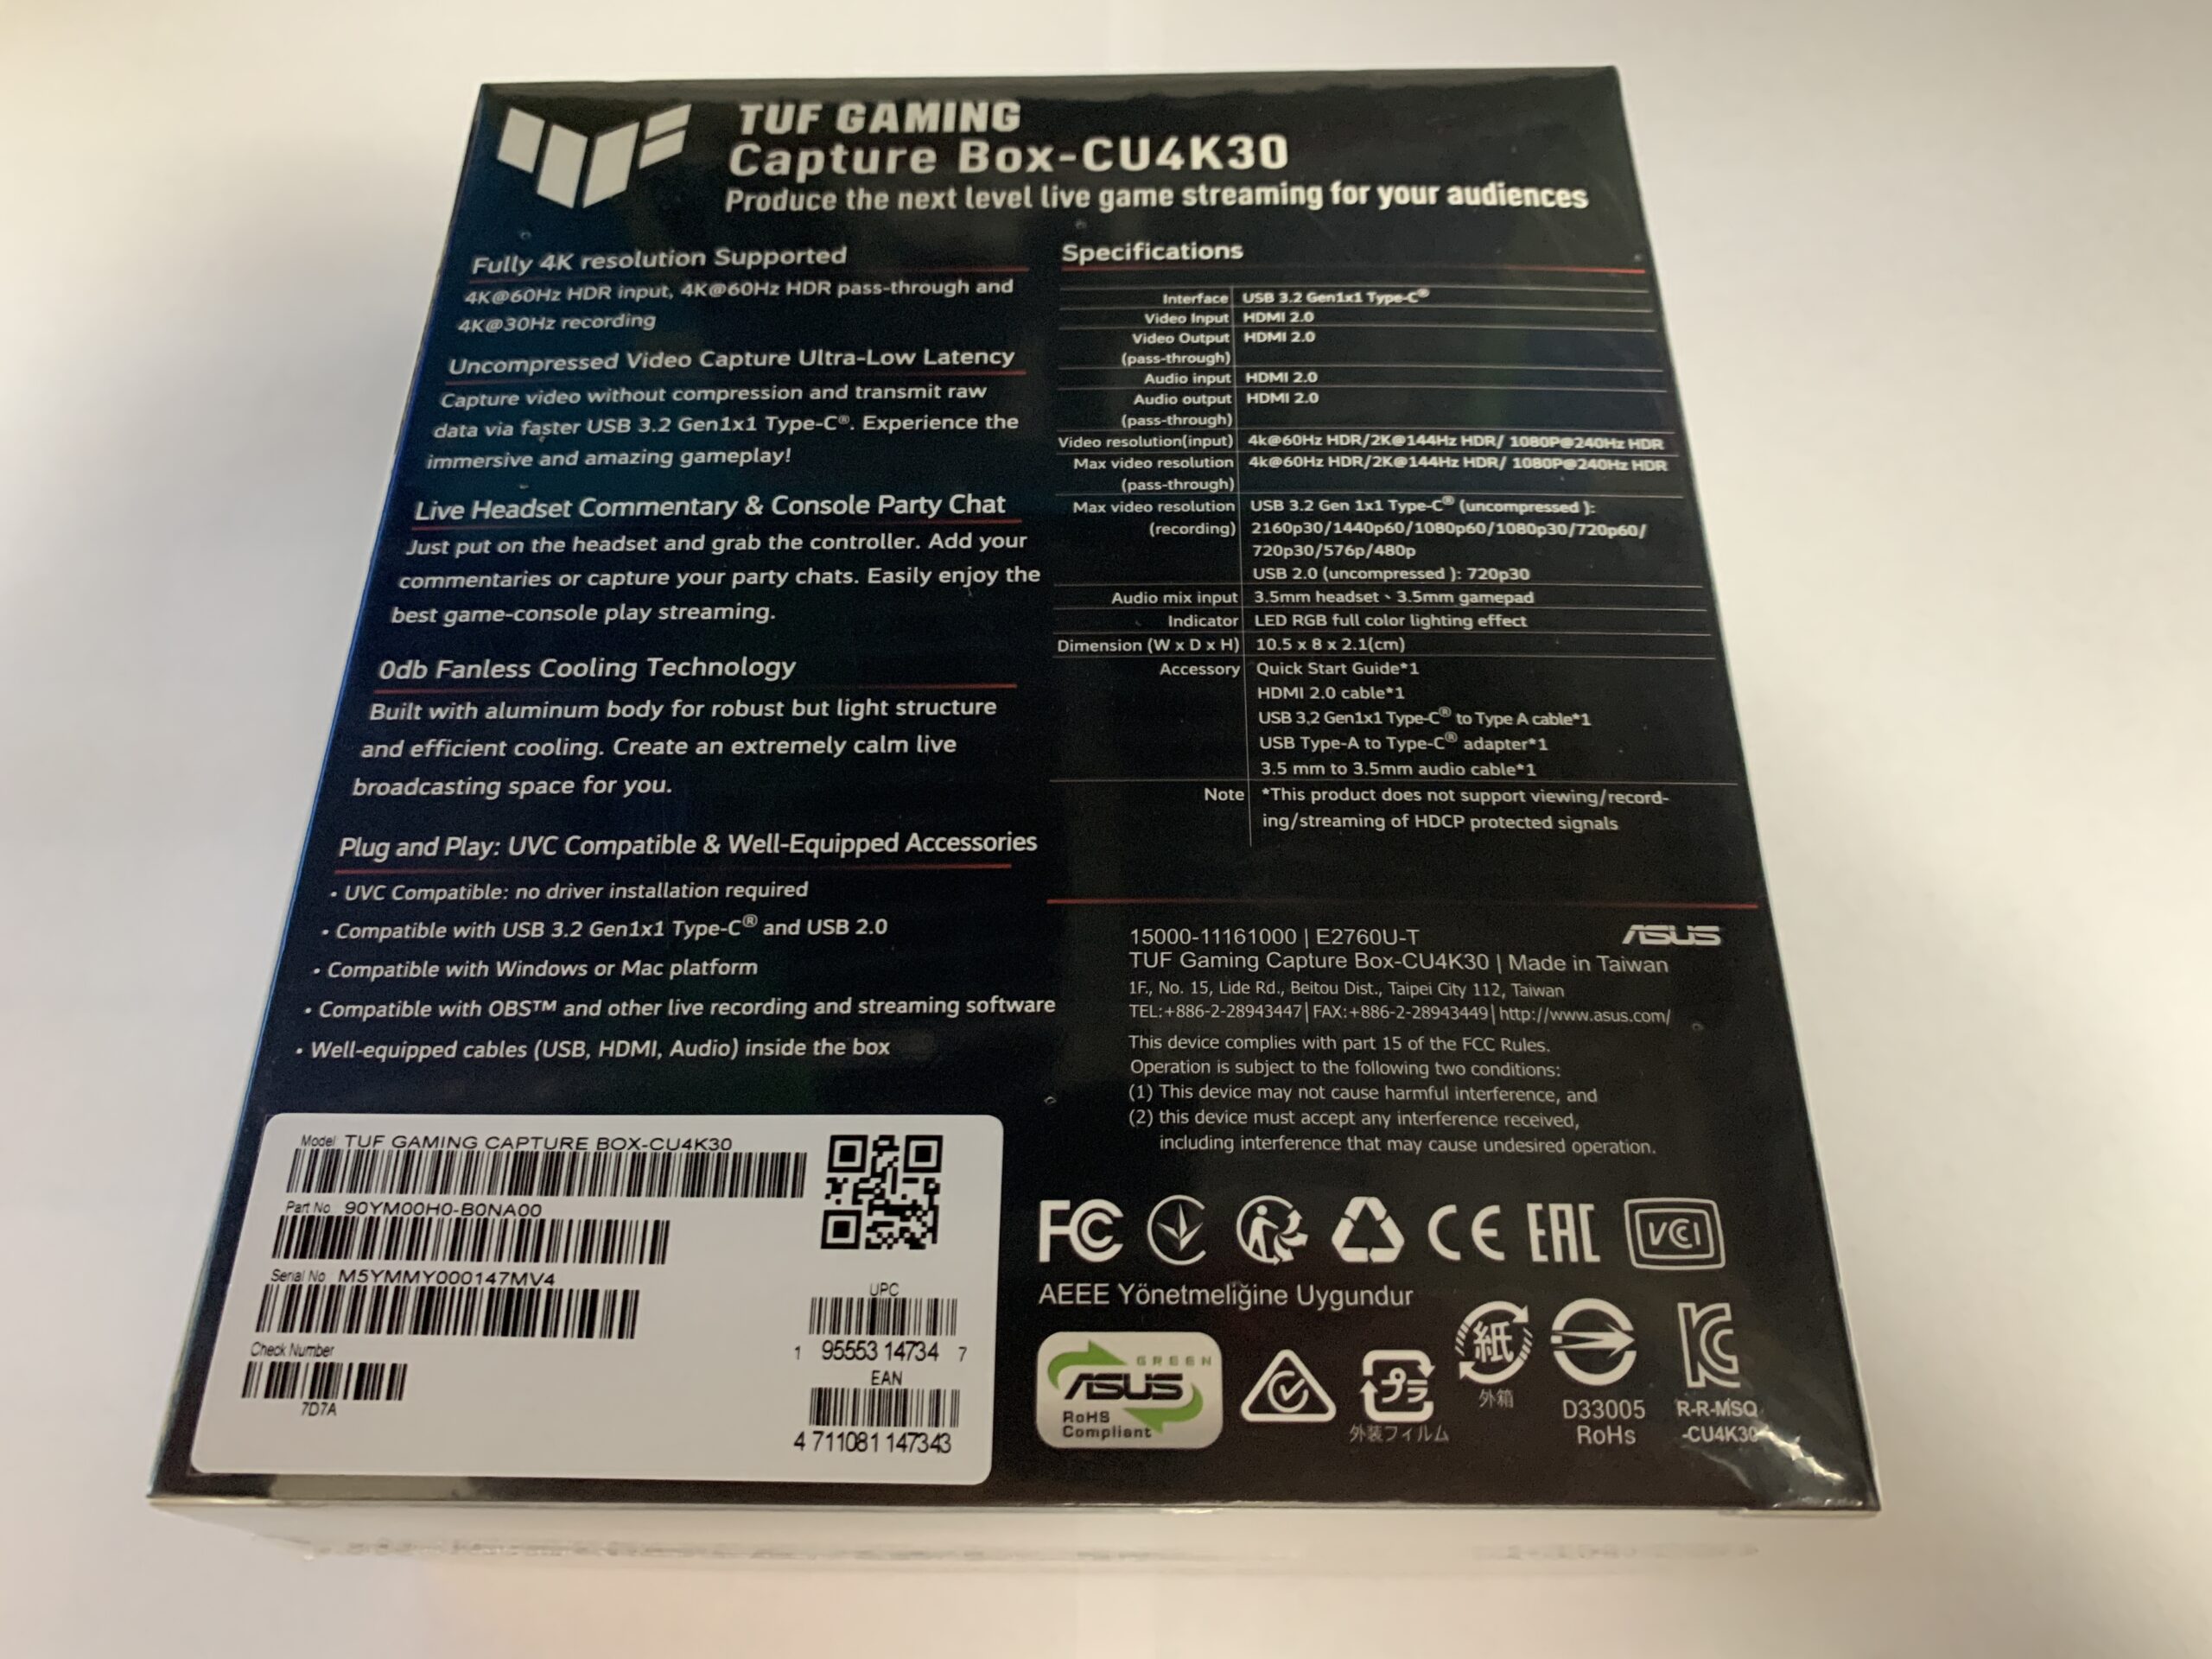 TUF GAMING
Capture Box-CU4K30
Produce the next level live game streaming for your audiences
Fully 4K resolution Supported
4K@60Hz HDR input, 4K@60Hz HDR pass-through and
4K@30Hz recording
Uncompressed Video Capture Ultra-Low Latency
Capture video without compression and transmit raw
data via faster USB 3.2 Gen1x1 Type-C®. Experience the
immersive and amazing gameplay!
Live Headset Commentary & Console Party Chat
Just put on the headset and grab the controller. Add your
commentaries or capture your party chats. Easily enjoy the
best game-console play streaming.
0db Fanless Cooling Technology
Built with aluminum body for robust but light structure
and efficient cooling. Create an extremely calm live
broadcasting space for you.
Plug and Play: UVC Compatible & Well-Equipped Accessories
• UVC Compatible: no driver installation required
• Compatible with USB 3.2 Gen1x1 Type-C® and USB 2.0
• Compatible with Windows or Mac platform
• Compatible with OBS™ and other live recording and streaming software
• Well-equipped cables (USB, HDMI, Audio) inside the box
Specifications
Interface USB 3.2 Gen1x1 Type-C®
Video Input HDMI 2.0
Video Output HDMI 2.0
(pass-through)
Audio input HDMI 2.0
Audio output HDMI 2.0
(pass-through)
Video resolution(input) 4k@60Hz HDR/2K@144Hz HDR/ 1080P@240Hz HDR
Max video resolution 4k@60Hz HDR/2K@144Hz HDR/ 1080P@240Hz HDR
(pass-through)
Max video resolution USB 3.2 Gen 1x1 Type-C® (uncompressed ):
(recording) 2160p30/1440p60/1080p60/1080p30/720p60/
720p30/576p/480p
USB 2.0 (uncompressed ): 720p30
Audio mix input 3.5mm headset、3.5mm gamepad
Indicator LED RGB full color lighting effect
Dimension (W x D x H) 10.5 x 8 x 2.1(cm)
Accessory Quick Start Guide*1
HDMI 2.0 cable*1
USB 3,2 Gen1x1 Type-C® to Type A cable*1
USB Type-A to Type-C® adapter*1
3.5 mm to 3.5mm audio cable*1
Note *This product does not support viewing/record-
ing/streaming of HDCP protected signals
15000-11161000 | E2760U-T ASUS
TUF Gaming Capture Box-CU4K30 | Made in Taiwan
1F., No. 15, Lide Rd., Beitou Dist., Taipei City 112, Taiwan
TEL:+886-2-28943447 | FAX:+886-2-28943449 | http://www.asus.com/
This device complies with part 15 of the FCC Rules.
Operation is subject to the following two conditions:
(1) This device may not cause harmful interference, and
(2) this device must accept any interference received,
including interference that may cause undesired operation.
FC CE EAC VCCI
AEEE Yönetmeliğine Uygundur
GREEN
ASUS
RoHS
Compliant
プラ
外装フィルム
紙
外箱
D33005
RoHs
KC
R-R-MSQ
-CU4K30
Model TUF GAMING CAPTURE BOX-CU4K30
Part No. 90YM00H0-B0NA00
Serial No M5YMMY000147MV4
Check Number
7D7A
UPC
1 95553 14734 7
EAN
4 711081 147343